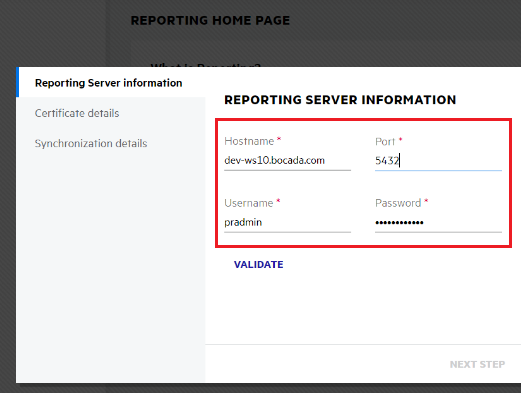 REPORTING HOME PAGE
What is Reporting?
Reporting Server information
Certificate details
Synchronization details
REPORTING SERVER INFORMATION
Hostname * Port *
dev-ws10.bocada.com 5432
Username * Password *
pradmin ••••••••••••
VALIDATE
NEXT STEP